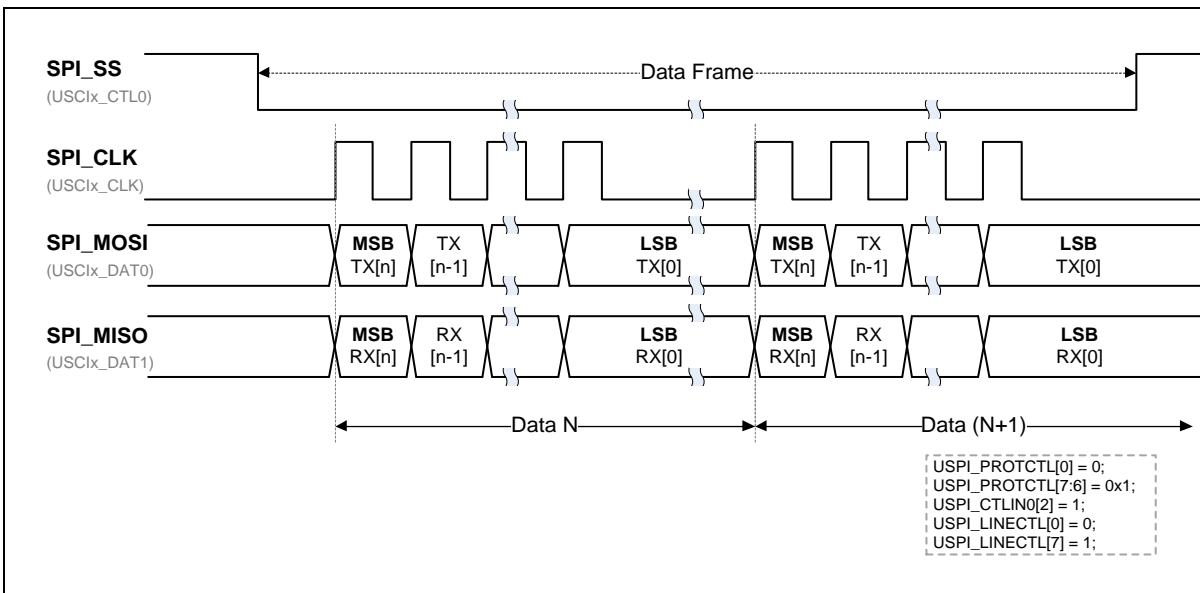 SPI_SS
(USCIx_CTL0)
Data Frame
SPI_CLK
(USCIx_CLK)
SPI_MOSI
(USCIx_DAT0)
MSB TX LSB MSB TX LSB
TX[n] [n-1] TX[0] TX[n] [n-1] TX[0]
SPI_MISO
(USCIx_DAT1)
MSB RX LSB MSB RX LSB
RX[n] [n-1] RX[0] RX[n] [n-1] RX[0]
Data N Data (N+1)
USPI_PROTCTL[0] = 0;
USPI_PROTCTL[7:6] = 0x1;
USPI_CTLIN0[2] = 1;
USPI_LINECTL[0] = 0;
USPI_LINECTL[7] = 1;